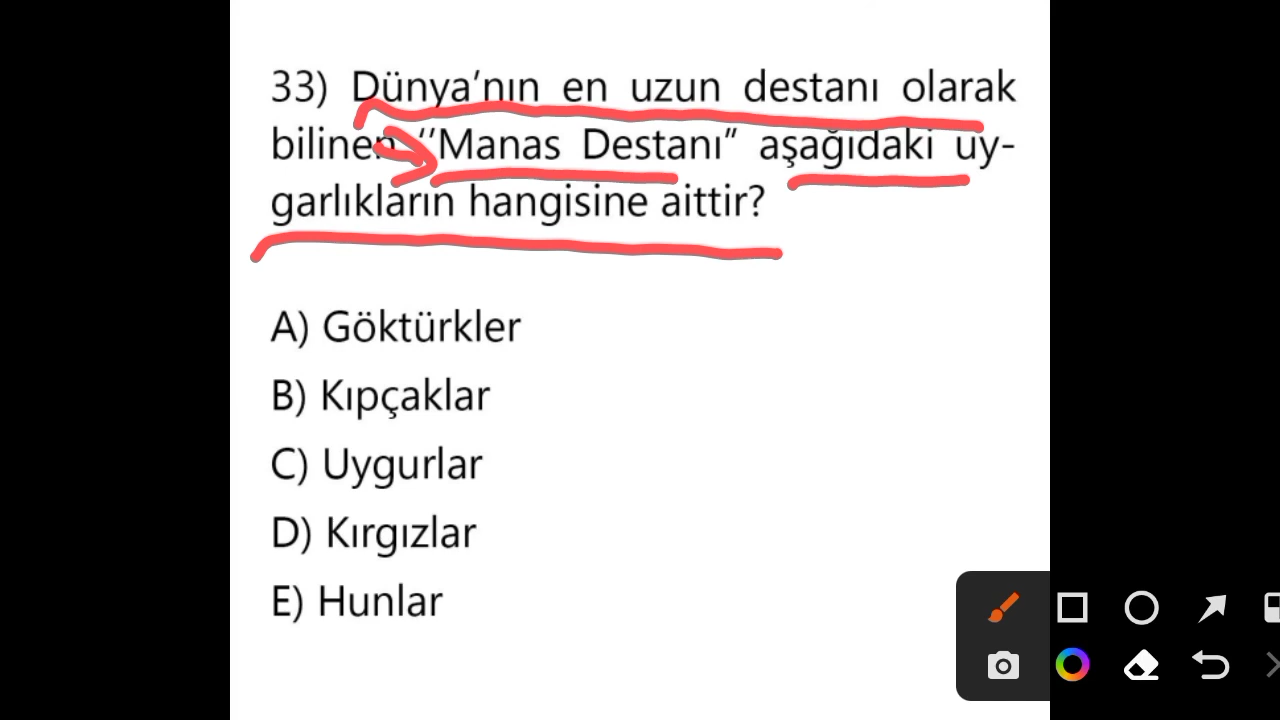 33) Dünya’nın en uzun destanı olarak
bilinen ‘‘Manas Destanı” aşağıdaki uy-
garlıkların hangisine aittir?
A) Göktürkler
B) Kıpçaklar
C) Uygurlar
D) Kırgızlar
E) Hunlar